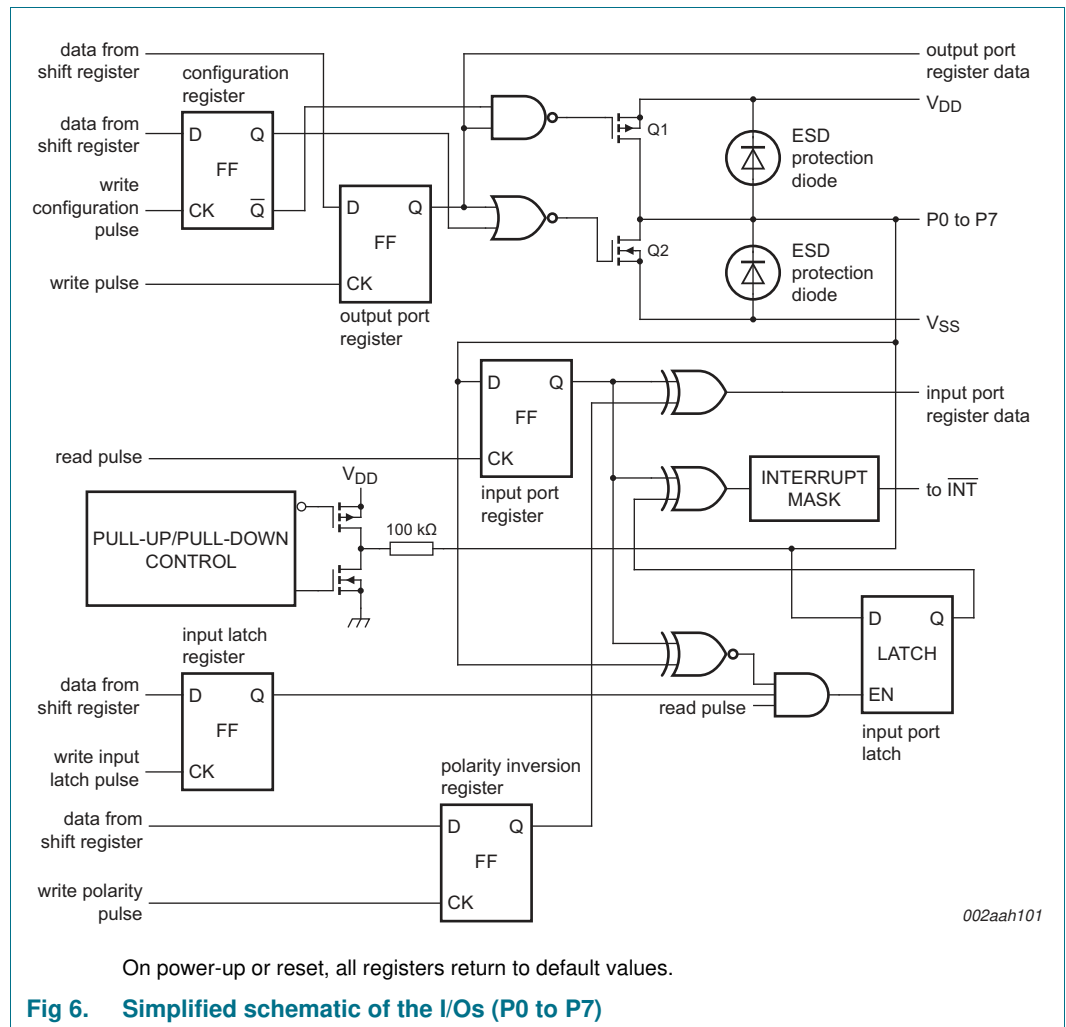 data from
shift register
configuration
register
output port
register data
data from
shift register
D
Q
FF
CK
Q
write
configuration
pulse
VDD
Q1
ESD
protection
diode
D
Q
FF
CK
P0 to P7
Q2
ESD
protection
diode
write pulse
output port
register
VSS
D
Q
FF
CK
input port
register data
read pulse
input port
register
INTERRUPT
MASK
to INT
VDD
100 kΩ
PULL-UP/PULL-DOWN
CONTROL
input latch
register
D
Q
LATCH
EN
data from
shift register
D
Q
FF
CK
read pulse
input port
latch
write input
latch pulse
polarity inversion
register
data from
shift register
D
Q
FF
CK
write polarity
pulse
002aah101
On power-up or reset, all registers return to default values.
Fig 6. Simplified schematic of the I/Os (P0 to P7)